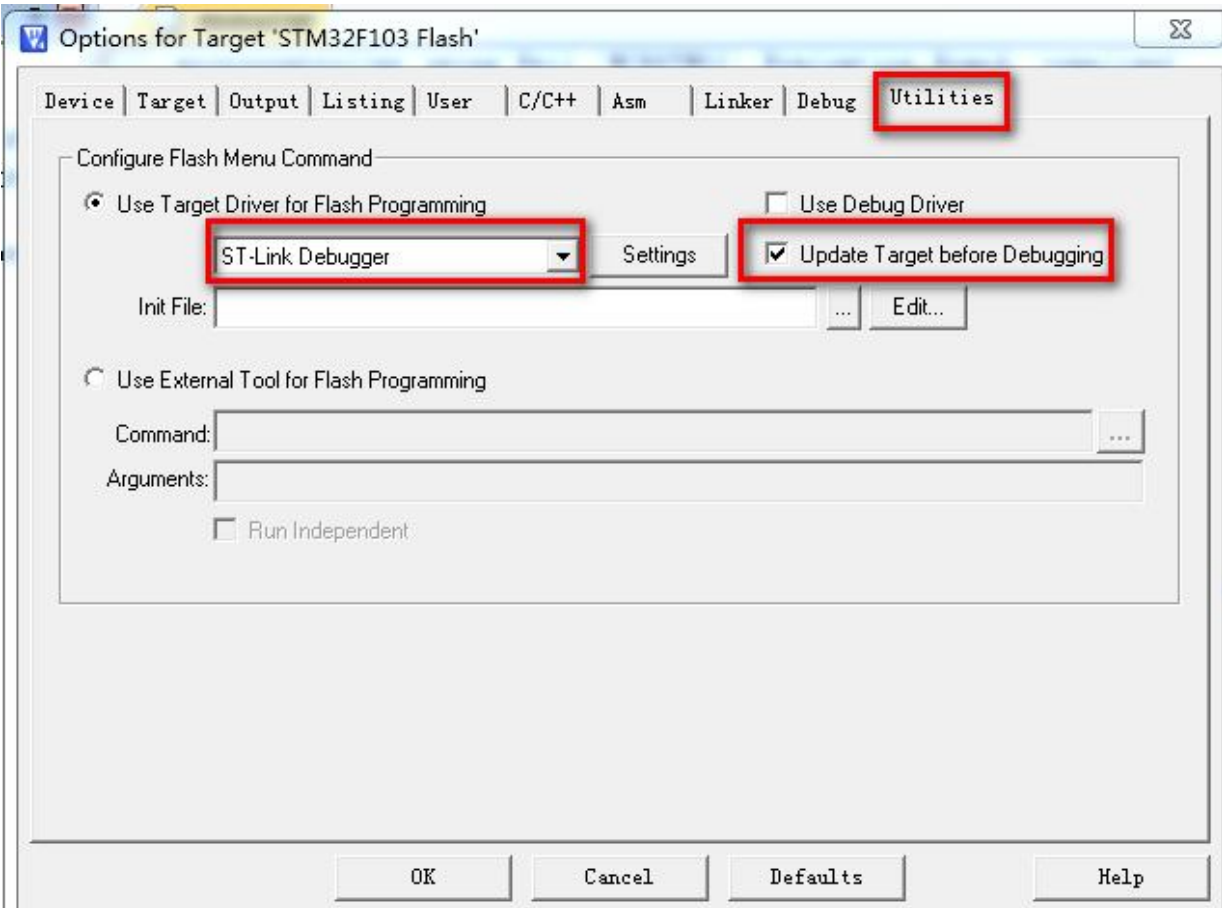 Options for Target 'STM32F103 Flash'
Device Target Output Listing User C/C++ Asm Linker Debug Utilities
Configure Flash Menu Command
Use Target Driver for Flash Programming Use Debug Driver
ST-Link Debugger Settings Update Target before Debugging
Init File: ... Edit...
Use External Tool for Flash Programming
Command: ...
Arguments:
Run Independent
OK Cancel Defaults Help